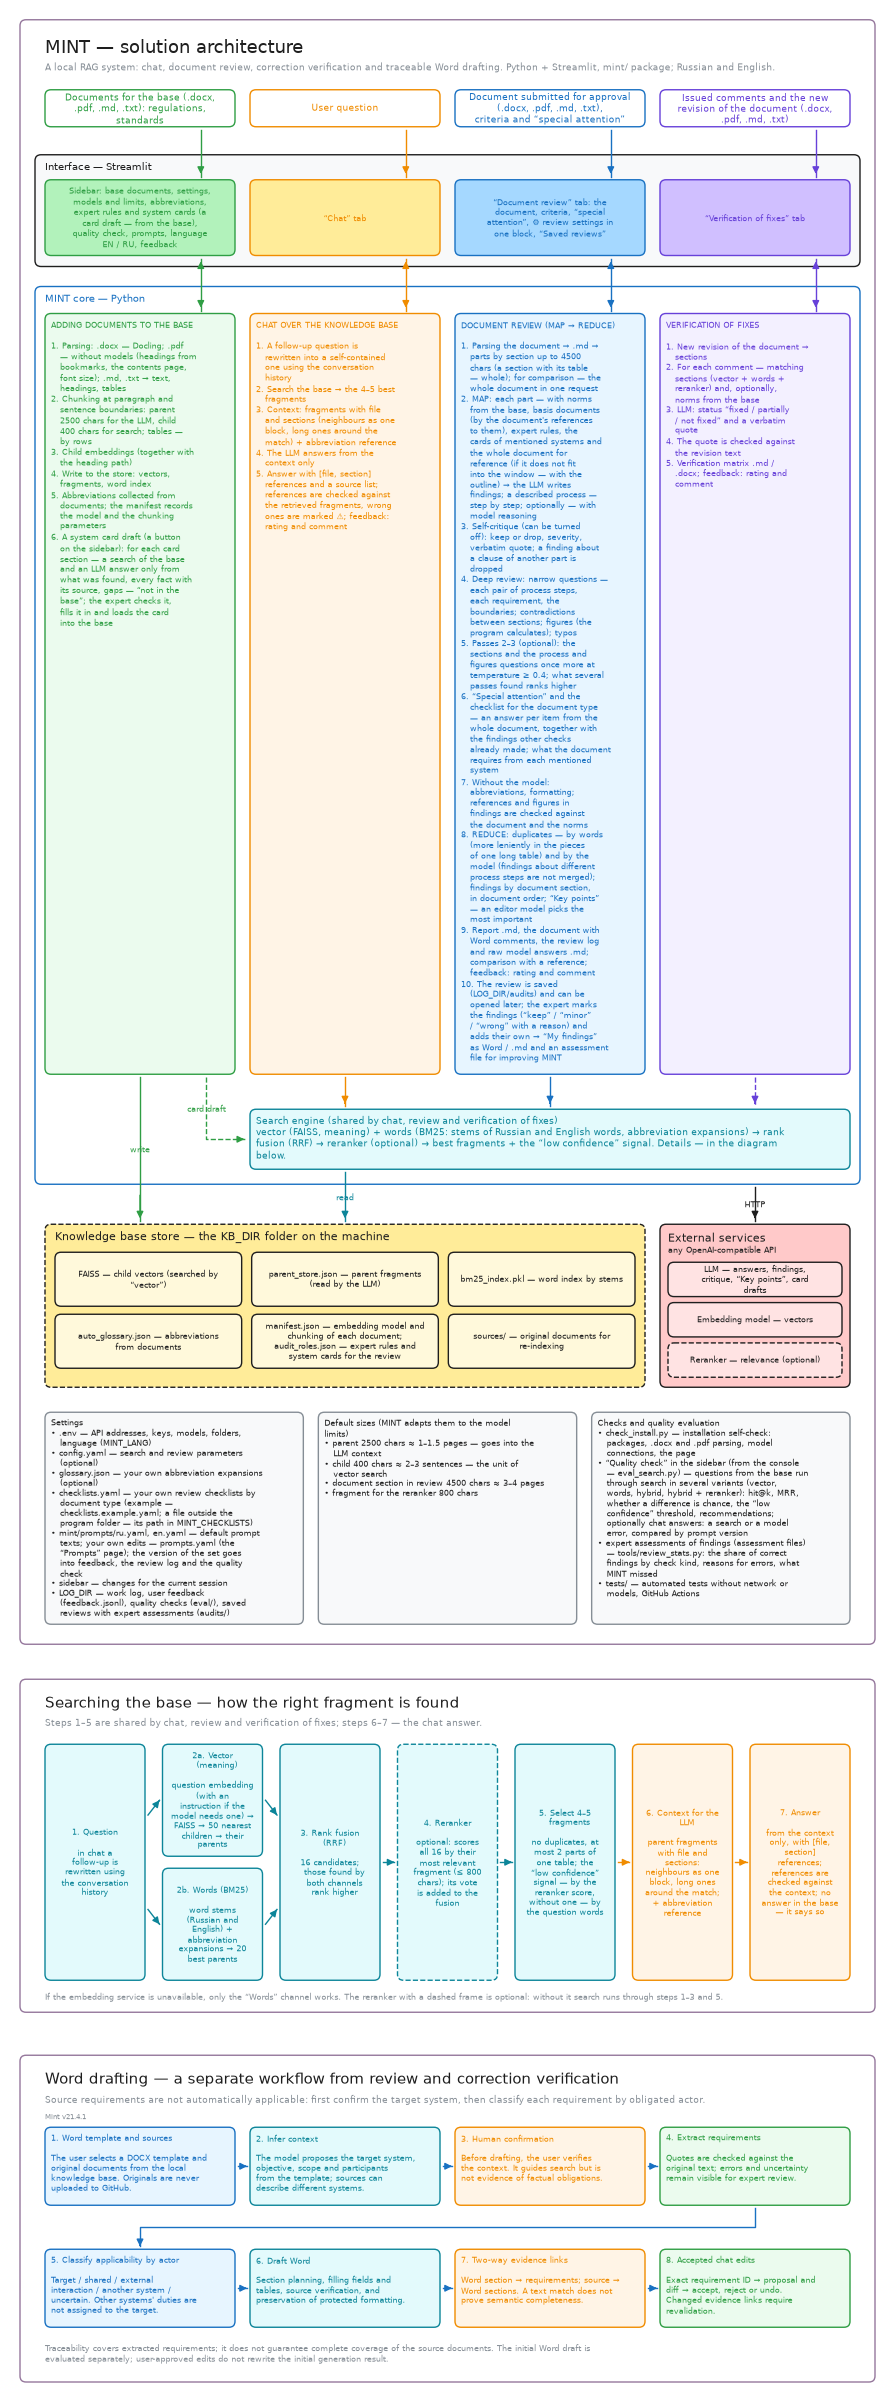 MINT — solution architecture
A local RAG system: chat, document review, correction verification and traceable Word drafting. Python + Streamlit, mint/ package; Russian and English.
Documents for the base (.docx,
.pdf, .md, .txt): regulations,
standards
User question
Document submitted for approval
(.docx, .pdf, .md, .txt),
criteria and “special attention”
Issued comments and the new
revision of the document (.docx,
.pdf, .md, .txt)
Interface — Streamlit
Sidebar: base documents, settings,
models and limits, abbreviations,
expert rules and system cards (a
card draft — from the base),
quality check, prompts, language
EN / RU, feedback
“Chat” tab
“Document review” tab: the
document, criteria, “special
attention”, ⚙ review settings in
one block, “Saved reviews”
“Verification of fixes” tab
MINT core — Python
ADDING DOCUMENTS TO THE BASE
1. Parsing: .docx — Docling; .pdf
— without models (headings from
bookmarks, the contents page,
font size); .md, .txt → text,
headings, tables
2. Chunking at paragraph and
sentence boundaries: parent
2500 chars for the LLM, child
400 chars for search; tables —
by rows
3. Child embeddings (together with
the heading path)
4. Write to the store: vectors,
fragments, word index
5. Abbreviations collected from
documents; the manifest records
the model and the chunking
parameters
6. A system card draft (a button
on the sidebar): for each card
section — a search of the base
and an LLM answer only from
what was found, every fact with
its source, gaps — “not in the
base”; the expert checks it,
fills it in and loads the card
into the base
CHAT OVER THE KNOWLEDGE BASE
1. A follow-up question is
rewritten into a self-contained
one using the conversation
history
2. Search the base → the 4–5 best
fragments
3. Context: fragments with file
and sections (neighbours as one
block, long ones around the
match) + abbreviation reference
4. The LLM answers from the
context only
5. Answer with [file, section]
references and a source list;
references are checked against
the retrieved fragments, wrong
ones are marked ⚠; feedback:
rating and comment
DOCUMENT REVIEW (MAP → REDUCE)
1. Parsing the document → .md →
parts by section up to 4500
chars (a section with its table
— whole); for comparison — the
whole document in one request
2. MAP: each part — with norms
from the base, basis documents
(by the document's references
to them), expert rules, the
cards of mentioned systems and
the whole document for
reference (if it does not fit
into the window — with the
outline) → the LLM writes
findings; a described process —
step by step; optionally — with
model reasoning
3. Self-critique (can be turned
off): keep or drop, severity,
verbatim quote; a finding about
a clause of another part is
dropped
4. Deep review: narrow questions —
each pair of process steps,
each requirement, the
boundaries; contradictions
between sections; figures (the
program calculates); typos
5. Passes 2–3 (optional): the
sections and the process and
figures questions once more at
temperature ≥ 0.4; what several
passes found ranks higher
6. “Special attention” and the
checklist for the document type
— an answer per item from the
whole document, together with
the findings other checks
already made; what the document
requires from each mentioned
system
7. Without the model:
abbreviations, formatting;
references and figures in
findings are checked against
the document and the norms
8. REDUCE: duplicates — by words
(more leniently in the pieces
of one long table) and by the
model (findings about different
process steps are not merged);
findings by document section,
in document order; “Key points”
— an editor model picks the
most important
9. Report .md, the document with
Word comments, the review log
and raw model answers .md;
comparison with a reference;
feedback: rating and comment
10. The review is saved
(LOG_DIR/audits) and can be
opened later; the expert marks
the findings (“keep” / “minor”
/ “wrong” with a reason) and
adds their own → “My findings”
as Word / .md and an assessment
file for improving MINT
VERIFICATION OF FIXES
1. New revision of the document →
sections
2. For each comment — matching
sections (vector + words +
reranker) and, optionally,
norms from the base
3. LLM: status “fixed / partially
/ not fixed” and a verbatim
quote
4. The quote is checked against
the revision text
5. Verification matrix .md /
.docx; feedback: rating and
comment
card draft
write
Search engine (shared by chat, review and verification of fixes)
vector (FAISS, meaning) + words (BM25: stems of Russian and English words, abbreviation expansions) → rank
fusion (RRF) → reranker (optional) → best fragments + the “low confidence” signal. Details — in the diagram
below.
read
HTTP
Knowledge base store — the KB_DIR folder on the machine
FAISS — child vectors (searched by
“vector”)
parent_store.json — parent fragments
(read by the LLM)
bm25_index.pkl — word index by stems
auto_glossary.json — abbreviations
from documents
manifest.json — embedding model and
chunking of each document;
audit_roles.json — expert rules and
system cards for the review
sources/ — original documents for
re-indexing
External services
any OpenAI-compatible API
LLM — answers, findings,
critique, “Key points”, card
drafts
Embedding model — vectors
Reranker — relevance (optional)
Settings
• .env — API addresses, keys, models, folders,
language (MINT_LANG)
• config.yaml — search and review parameters
(optional)
• glossary.json — your own abbreviation expansions
(optional)
• checklists.yaml — your own review checklists by
document type (example —
checklists.example.yaml; a file outside the
program folder — its path in MINT_CHECKLISTS)
• mint/prompts/ru.yaml, en.yaml — default prompt
texts; your own edits — prompts.yaml (the
“Prompts” page); the version of the set goes
into feedback, the review log and the quality
check
• sidebar — changes for the current session
• LOG_DIR — work log, user feedback
(feedback.jsonl), quality checks (eval/), saved
reviews with expert assessments (audits/)
Default sizes (MINT adapts them to the model
limits)
• parent 2500 chars ≈ 1–1.5 pages — goes into the
LLM context
• child 400 chars ≈ 2–3 sentences — the unit of
vector search
• document section in review 4500 chars ≈ 3–4 pages
• fragment for the reranker 800 chars
Checks and quality evaluation
• check_install.py — installation self-check:
packages, .docx and .pdf parsing, model
connections, the page
• “Quality check” in the sidebar (from the console
— eval_search.py) — questions from the base run
through search in several variants (vector,
words, hybrid, hybrid + reranker): hit@k, MRR,
whether a difference is chance, the “low
confidence” threshold, recommendations;
optionally chat answers: a search or a model
error, compared by prompt version
• expert assessments of findings (assessment files)
— tools/review_stats.py: the share of correct
findings by check kind, reasons for errors, what
MINT missed
• tests/ — automated tests without network or
models, GitHub Actions
Searching the base — how the right fragment is found
Steps 1–5 are shared by chat, review and verification of fixes; steps 6–7 — the chat answer.
1. Question
in chat a
follow-up is
rewritten using
the conversation
history
2a. Vector
(meaning)
question embedding
(with an
instruction if the
model needs one) →
FAISS → 50 nearest
children → their
parents
2b. Words (BM25)
word stems
(Russian and
English) +
abbreviation
expansions → 20
best parents
3. Rank fusion
(RRF)
16 candidates;
those found by
both channels
rank higher
4. Reranker
optional: scores
all 16 by their
most relevant
fragment (≤ 800
chars); its vote
is added to the
fusion
5. Select 4–5
fragments
no duplicates, at
most 2 parts of
one table; the
“low confidence”
signal — by the
reranker score,
without one — by
the question words
6. Context for the
LLM
parent fragments
with file and
sections:
neighbours as one
block, long ones
around the match;
+ abbreviation
reference
7. Answer
from the context
only, with [file,
section]
references;
references are
checked against
the context; no
answer in the base
— it says so
If the embedding service is unavailable, only the “Words” channel works. The reranker with a dashed frame is optional: without it search runs through steps 1–3 and 5.
Word drafting — a separate workflow from review and correction verification
Source requirements are not automatically applicable: first confirm the target system, then classify each requirement by obligated actor.
Mint v21.4.1
1. Word template and sources
The user selects a DOCX template and
original documents from the local
knowledge base. Originals are never
uploaded to GitHub.
2. Infer context
The model proposes the target system,
objective, scope and participants
from the template; sources can
describe different systems.
3. Human confirmation
Before drafting, the user verifies
the context. It guides search but is
not evidence of factual obligations.
4. Extract requirements
Quotes are checked against the
original text; errors and uncertainty
remain visible for expert review.
5. Classify applicability by actor
Target / shared / external
interaction / another system /
uncertain. Other systems' duties are
not assigned to the target.
6. Draft Word
Section planning, filling fields and
tables, source verification, and
preservation of protected formatting.
7. Two-way evidence links
Word section → requirements; source →
Word sections. A text match does not
prove semantic completeness.
8. Accepted chat edits
Exact requirement ID → proposal and
diff → accept, reject or undo.
Changed evidence links require
revalidation.
Traceability covers extracted requirements; it does not guarantee complete coverage of the source documents. The initial Word draft is
evaluated separately; user-approved edits do not rewrite the initial generation result.